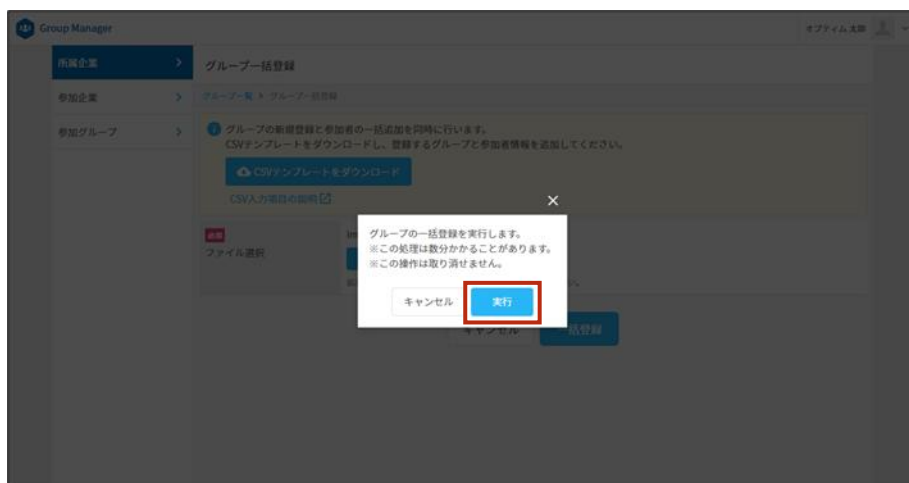 Group Manager
オプティム太郎
所属企業
グループ一括登録
参加企業
グループ一覧 グループ一括登録
参加グループ
グループの新規登録と参加者の一括追加を同時に行います。
CSVテンプレートをダウンロードし、登録するグループと参加者情報を追加してください。
CSVテンプレートをダウンロード
CSV入力項目の説明
必須
ファイル選択
グループの一括登録を実行します。
※この処理は数分かかることがあります。
※この操作は取り消せません。
キャンセル 実行
キャンセル 一括登録